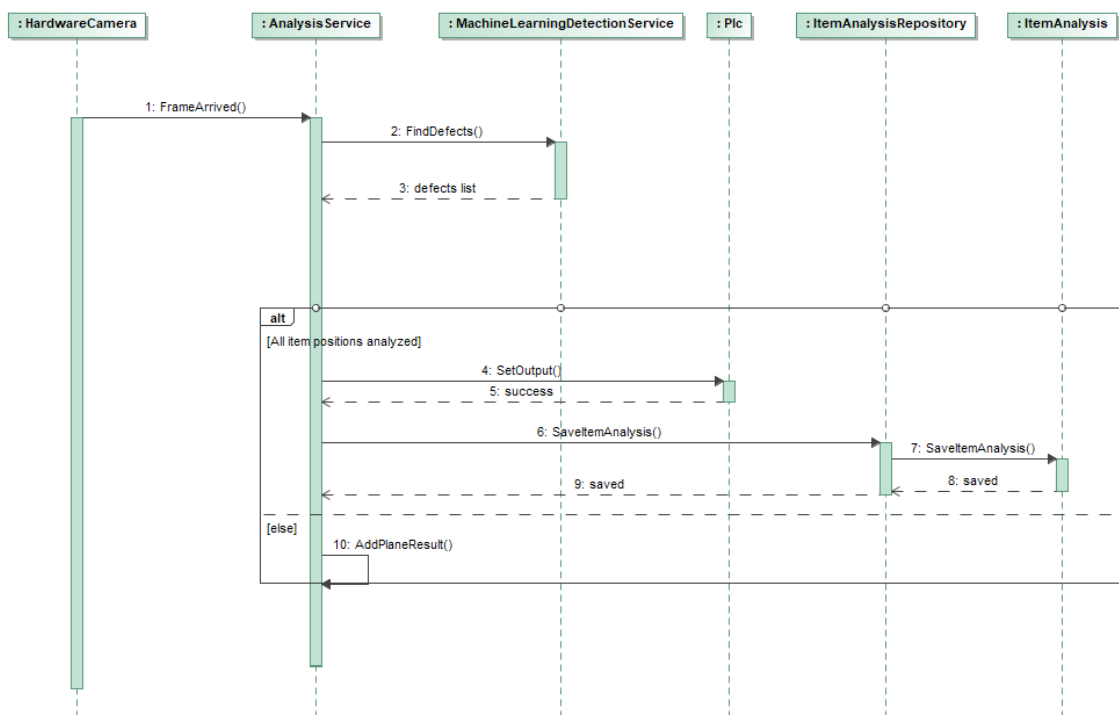 : HardwareCamera
: AnalysisService
: MachineLearningDetectionService
: Plc
: ItemAnalysisRepository
: ItemAnalysis
1: FrameArrived()
2: FindDefects()
3: defects list
alt
[All item positions analyzed]
4: SetOutput()
5: success
6: SaveItemAnalysis()
7: SaveItemAnalysis()
8: saved
9: saved
[else]
10: AddPlaneResult()